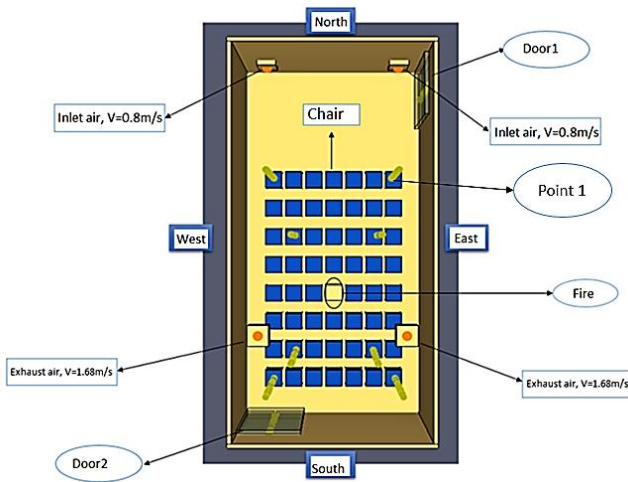 North
Door1
Inlet air, V=0.8m/s
Chair
Inlet air, V=0.8m/s
Point 1
West
East
Fire
Exhaust air, V=1.68m/s
Exhaust air, V=1.68m/s
Door2
South